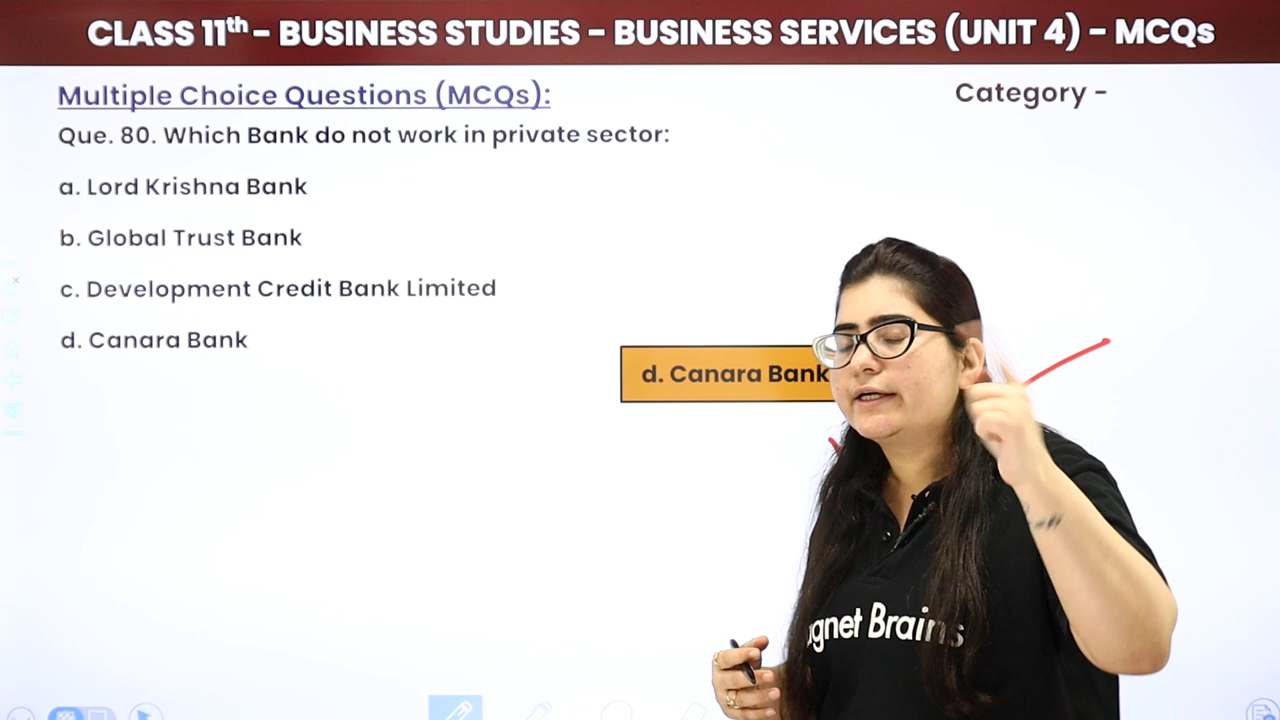 CLASS 11th – BUSINESS STUDIES – BUSINESS SERVICES (UNIT 4) – MCQs
Multiple Choice Questions (MCQs):
Category -
Que. 80. Which Bank do not work in private sector:
a. Lord Krishna Bank
b. Global Trust Bank
c. Development Credit Bank Limited
d. Canara Bank
d. Canara Bank
Brains